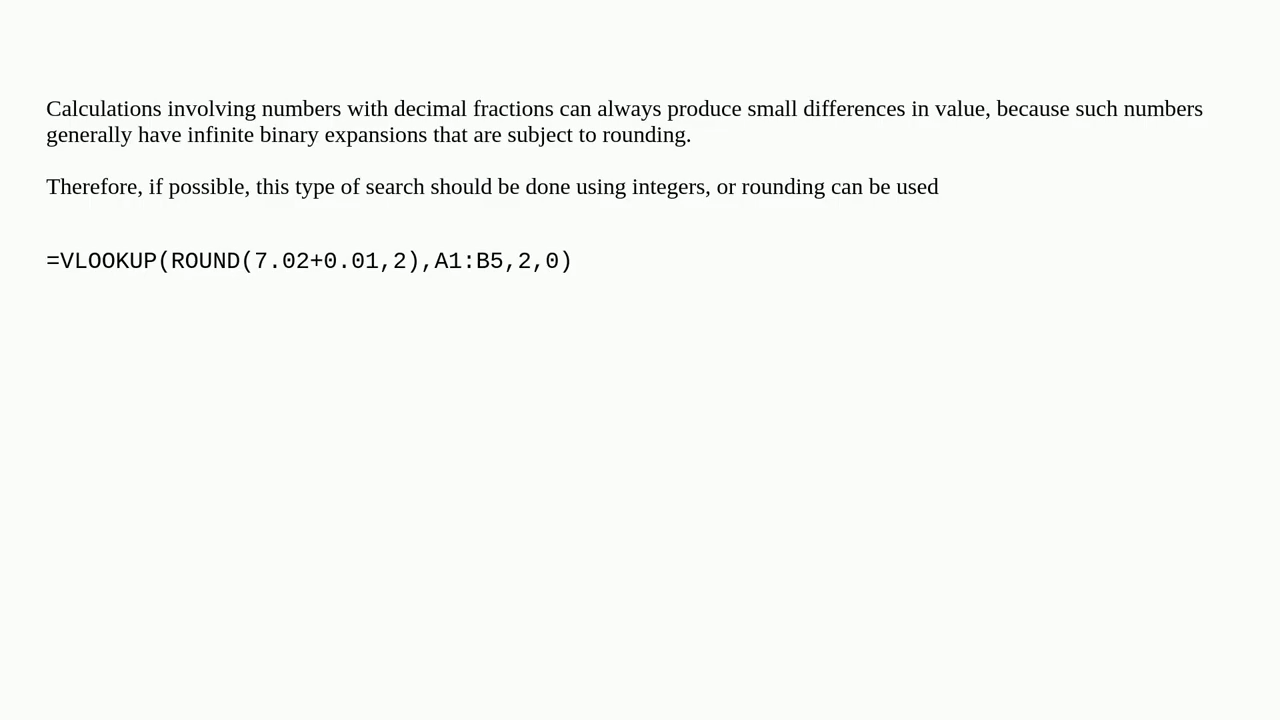 Calculations involving numbers with decimal fractions can always produce small differences in value, because such numbers
generally have infinite binary expansions that are subject to rounding.
Therefore, if possible, this type of search should be done using integers, or rounding can be used
=VLOOKUP(ROUND(7.02+0.01,2),A1:B5,2,0)